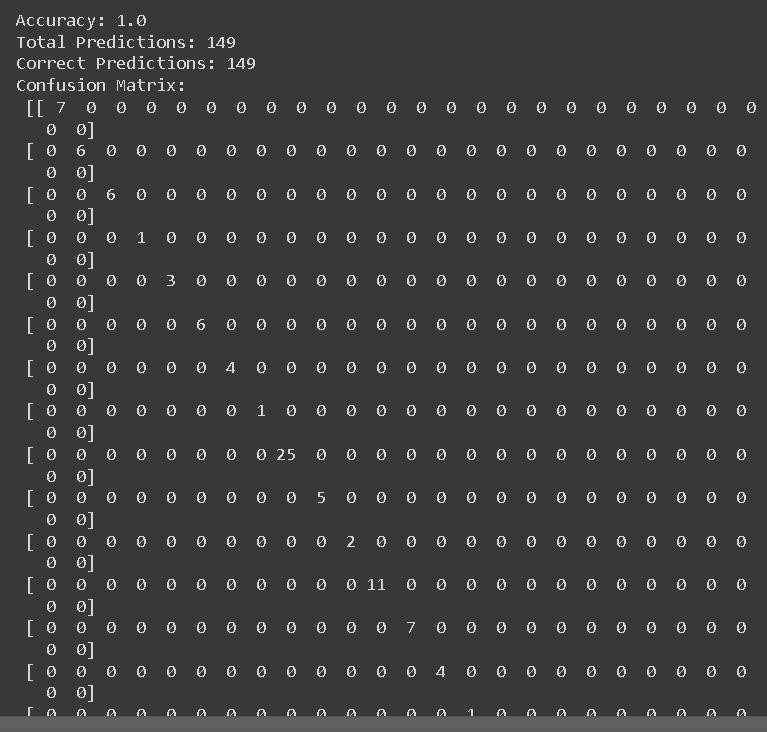 Accuracy: 1.0
Total Predictions: 149
Correct Predictions: 149
Confusion Matrix:
[[ 7 0 0 0 0 0 0 0 0 0 0 0 0 0 0 0 0 0 0 0 0 0 0 0
0 0]
[ 0 6 0 0 0 0 0 0 0 0 0 0 0 0 0 0 0 0 0 0 0 0 0 0
0 0]
[ 0 0 6 0 0 0 0 0 0 0 0 0 0 0 0 0 0 0 0 0 0 0 0 0
0 0]
[ 0 0 0 1 0 0 0 0 0 0 0 0 0 0 0 0 0 0 0 0 0 0 0 0
0 0]
[ 0 0 0 0 3 0 0 0 0 0 0 0 0 0 0 0 0 0 0 0 0 0 0 0
0 0]
[ 0 0 0 0 0 6 0 0 0 0 0 0 0 0 0 0 0 0 0 0 0 0 0 0
0 0]
[ 0 0 0 0 0 0 4 0 0 0 0 0 0 0 0 0 0 0 0 0 0 0 0 0
0 0]
[ 0 0 0 0 0 0 0 1 0 0 0 0 0 0 0 0 0 0 0 0 0 0 0 0
0 0]
[ 0 0 0 0 0 0 0 0 25 0 0 0 0 0 0 0 0 0 0 0 0 0 0 0
0 0]
[ 0 0 0 0 0 0 0 0 0 5 0 0 0 0 0 0 0 0 0 0 0 0 0 0
0 0]
[ 0 0 0 0 0 0 0 0 0 0 2 0 0 0 0 0 0 0 0 0 0 0 0 0
0 0]
[ 0 0 0 0 0 0 0 0 0 0 0 11 0 0 0 0 0 0 0 0 0 0 0 0
0 0]
[ 0 0 0 0 0 0 0 0 0 0 0 0 7 0 0 0 0 0 0 0 0 0 0 0
0 0]
[ 0 0 0 0 0 0 0 0 0 0 0 0 0 4 0 0 0 0 0 0 0 0 0 0
0 0]
[ 0 0 0 0 0 0 0 0 0 0 0 0 0 0 1 0 0 0 0 0 0 0 0 0